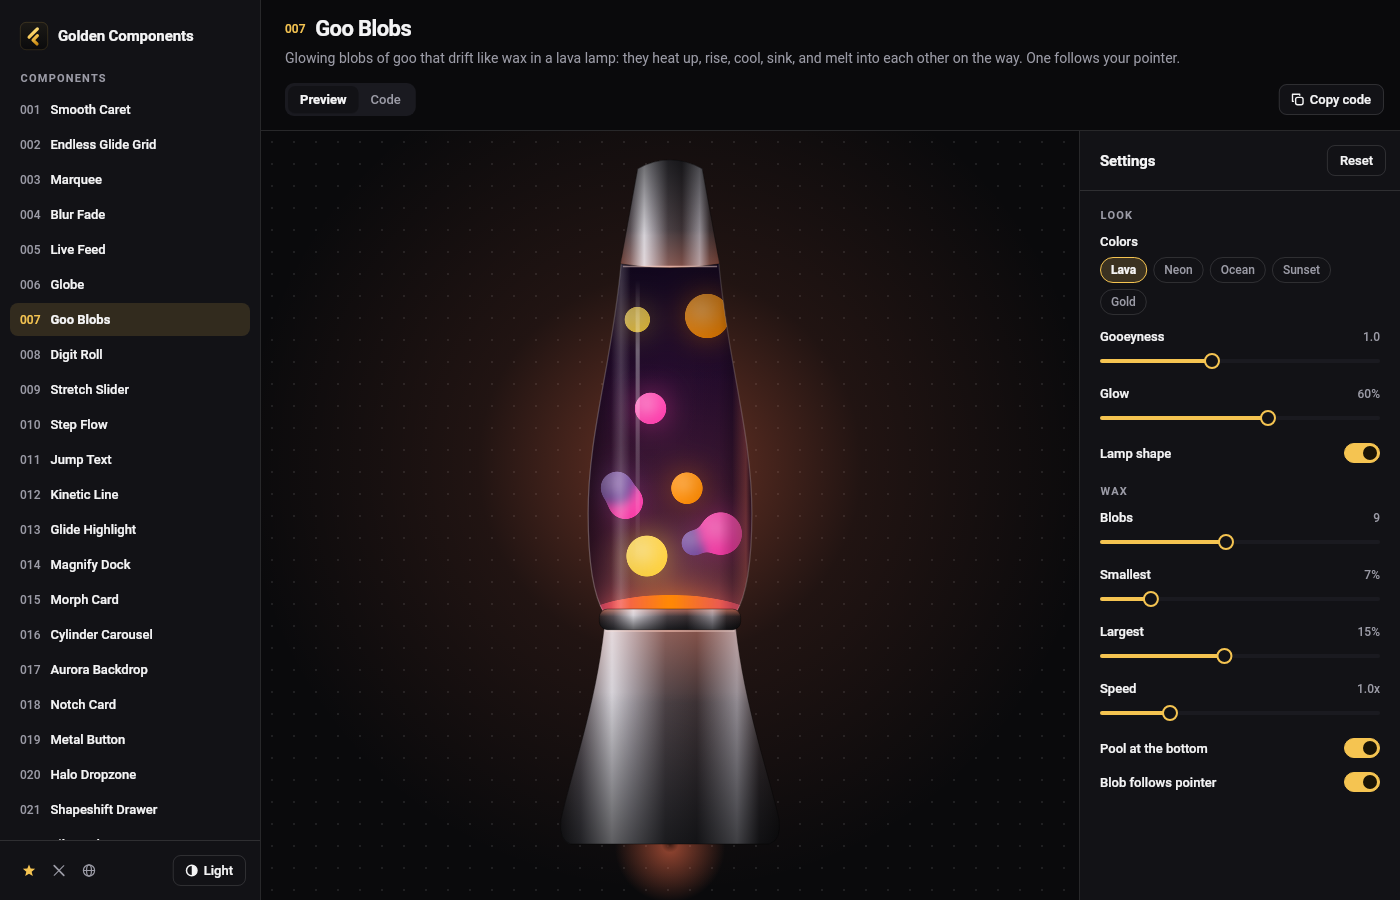 Golden Components
COMPONENTS
001 Smooth Caret
002 Endless Glide Grid
003 Marquee
004 Blur Fade
005 Live Feed
006 Globe
007 Goo Blobs
008 Digit Roll
009 Stretch Slider
010 Step Flow
011 Jump Text
012 Kinetic Line
013 Glide Highlight
014 Magnify Dock
015 Morph Card
016 Cylinder Carousel
017 Aurora Backdrop
018 Notch Card
019 Metal Button
020 Halo Dropzone
021 Shapeshift Drawer
Light
007 Goo Blobs
Glowing blobs of goo that drift like wax in a lava lamp: they heat up, rise, cool, sink, and melt into each other on the way. One follows your pointer.
Preview Code
Copy code
Settings
Reset
LOOK
Colors
Lava Neon Ocean Sunset
Gold
Gooeyness 1.0
Glow 60%
Lamp shape
WAX
Blobs 9
Smallest 7%
Largest 15%
Speed 1.0x
Pool at the bottom
Blob follows pointer